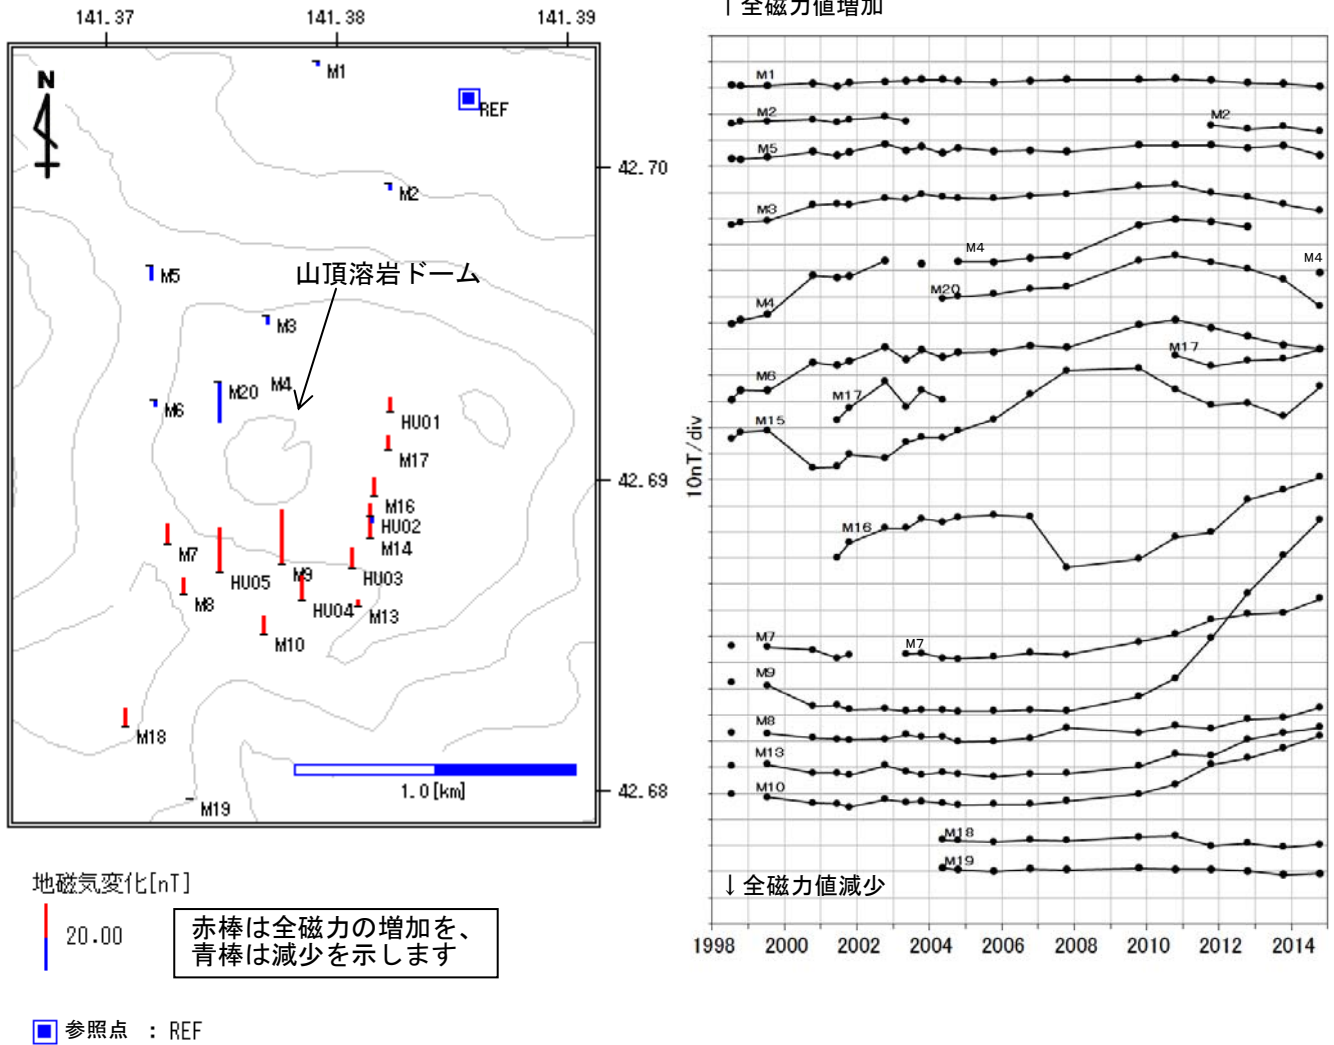 141.37
141.38
141.39
N
M1
REF
42.70
M2
M5
山頂溶岩ドーム
M3
M20
M4
M6
HU01
M17
42.69
M16
HU02
M14
M7
HU05
M9
HU03
M8
HU04
M13
M10
M18
1.0[km]
42.68
M19
地磁気変化[nT]
20.00
赤棒は全磁力の増加を、
青棒は減少を示します
参照点 : REF
↑全磁力値増加
M1
M2
M2
M5
M3
M4
M4
M20
M4
M6
M17
M17
M15
10nT/div
M16
M7
M7
M9
M8
M13
M10
M18
M19
↓全磁力値減少
1998 2000 2002 2004 2006 2008 2010 2012 2014